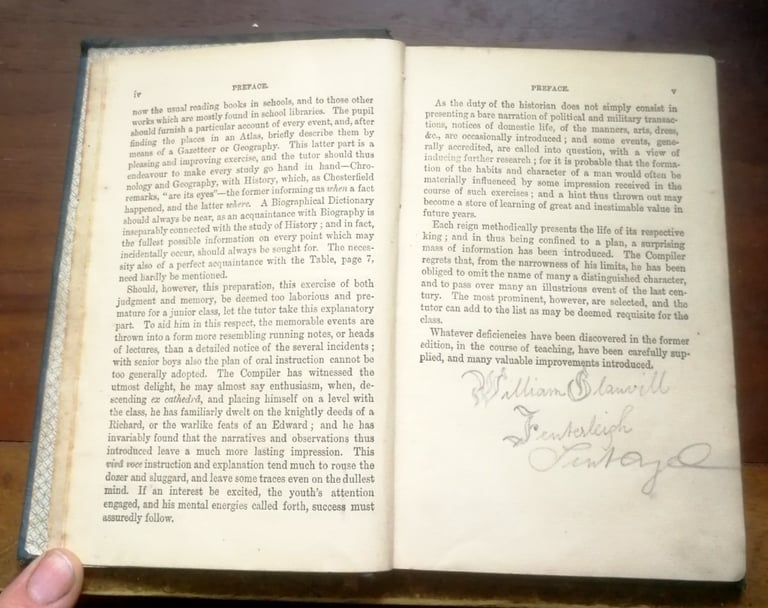 iv
PREFACE.
now the usual reading books in schools, and to those other
works which are mostly found in school libraries. The pupil
should furnish a particular account of every event, and, after
finding the places in an Atlas, briefly describe them by
means of a Gazetteer or Geography. This latter part is a
pleasing and improving exercise, and the tutor should thus
endeavour to make every study go hand in hand—Chro-
nology and Geography, with History, which, as Chesterfield
remarks, "are its eyes"—the former informing us when a fact
happened, and the latter where. A Biographical Dictionary
should always be near, as an acquaintance with Biography is
inseparably connected with the study of History; and in fact,
the fullest possible information on every point which may
incidentally occur, should always be sought for. The neces-
sity also of a perfect acquaintance with the Table, page 7,
need hardly be mentioned.
Should, however, this preparation, this exercise of both
judgment and memory, be deemed too laborious and pre-
mature for a junior class, let the tutor take this explanatory
part. To aid him in this respect, the memorable events are
thrown into a form more resembling running notes, or heads
of lectures, than a detailed notice of the several incidents;
with senior boys also the plan of oral instruction cannot be
too generally adopted. The Compiler has witnessed the
utmost delight, he may almost say enthusiasm, when, de-
scending ex cathedrâ, and placing himself on a level with
the class, he has familiarly dwelt on the knightly deeds of a
Richard, or the warlike feats of an Edward; and he has
invariably found that the narratives and observations thus
introduced leave a much more lasting impression. This
vivâ voce instruction and explanation tend much to rouse the
dozer and sluggard, and leave some traces even on the dullest
mind. If an interest be excited, the youth's attention
engaged, and his mental energies called forth, success must
assuredly follow.
PREFACE.
v
As the duty of the historian does not simply consist in
presenting a bare narration of political and military transac-
tions, notices of domestic life, of the manners, arts, dress,
&c., are occasionally introduced; and some events, gene-
rally accredited, are called into question, with a view of
inducing further research; for it is probable that the forma-
tion of the habits and character of a man would often be
materially influenced by some impression received in the
course of such exercises; and a hint thus thrown out may
become a store of learning of great and inestimable value in
future years.
Each reign methodically presents the life of its respective
king; and in thus being confined to a plan, a surprising
mass of information has been introduced. The Compiler
regrets that, from the narrowness of his limits, he has been
obliged to omit the name of many a distinguished character,
and to pass over many an illustrious event of the last cen-
tury. The most prominent, however, are selected, and the
tutor can add to the list as may be deemed requisite for the
class.
Whatever deficiencies have been discovered in the former
edition, in the course of teaching, have been carefully sup-
plied, and many valuable improvements introduced.
William Glanvill
Fenterleigh
Tintagel